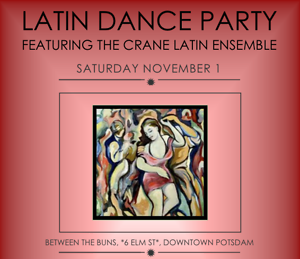 LATIN DANCE PARTY
FEATURING THE CRANE LATIN ENSEMBLE
SATURDAY NOVEMBER 1
BETWEEN THE BUNS, "6 ELM ST", DOWNTOWN POTSDAM